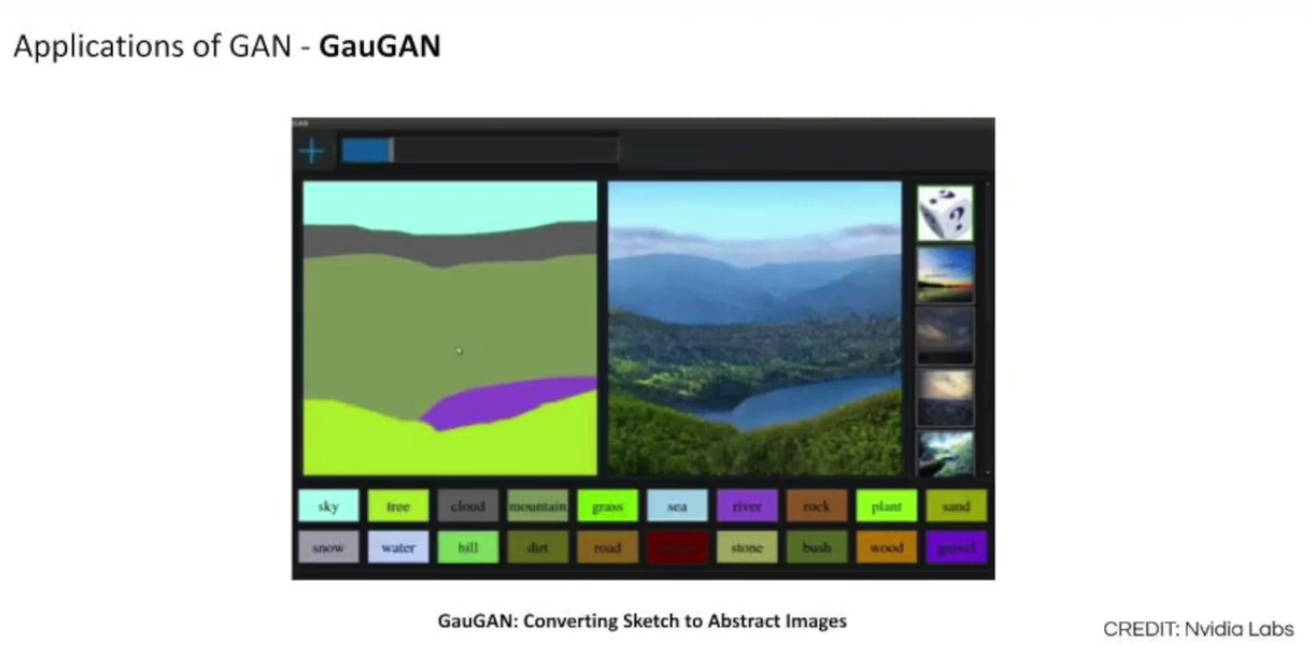 Applications of GAN - GauGAN
sky tree cloud mountain grass sea river rock plant sand
snow water hill dirt road stone bush wood gravel
GauGAN: Converting Sketch to Abstract Images
CREDIT: Nvidia Labs